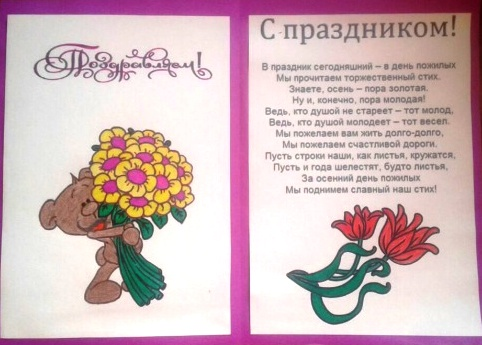 Поздравляем!
С праздником!
В праздник сегодняшний – в день пожилых
Мы прочитаем торжественный стих.
Знаете, осень – пора золотая.
Ну и, конечно, пора молодая!
Ведь, кто душой не стареет – тот молод,
Ведь, кто душой молодеет – тот весел.
Мы пожелаем вам жить долго-долго,
Мы пожелаем счастливой дороги.
Пусть строки наши, как листья, кружатся,
Пусть и года шелестят, будто листья,
За осенний день пожилых
Мы поднимем славный наш стих!